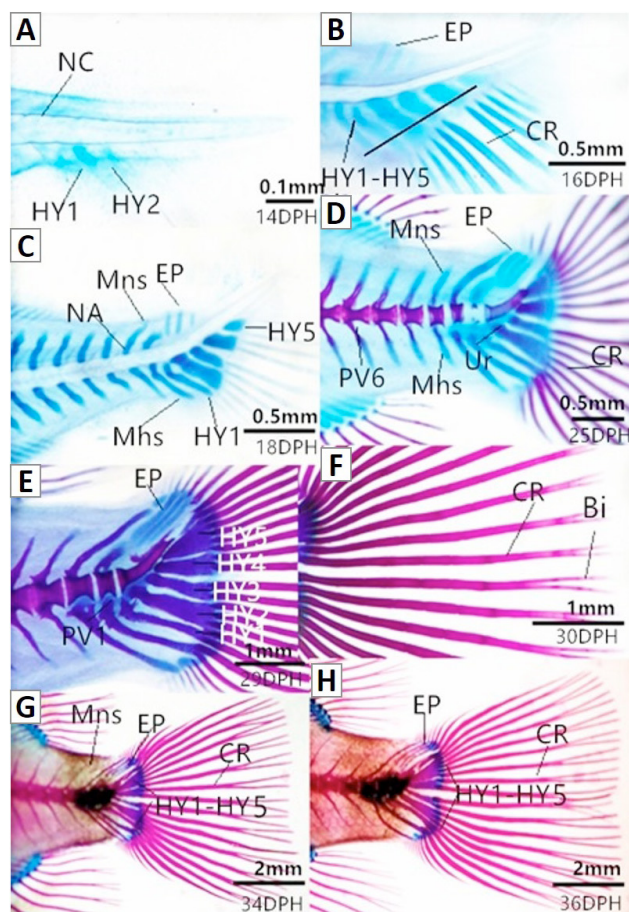 A
NC
HY1
HY2
0.1mm
14DPH
B
EP
CR
HY1-HY5
0.5mm
16DPH
C
Mns
EP
NA
HY5
Mhs
HY1
0.5mm
18DPH
D
Mns
EP
PV6
Mhs
Ur
CR
0.5mm
25DPH
E
EP
HY5
HY4
HY3
HY2
PV1
1mm
29DPH
F
CR
Bi
1mm
30DPH
G
Mns
EP
CR
HY1-HY5
2mm
34DPH
H
EP
CR
HY1-HY5
2mm
36DPH